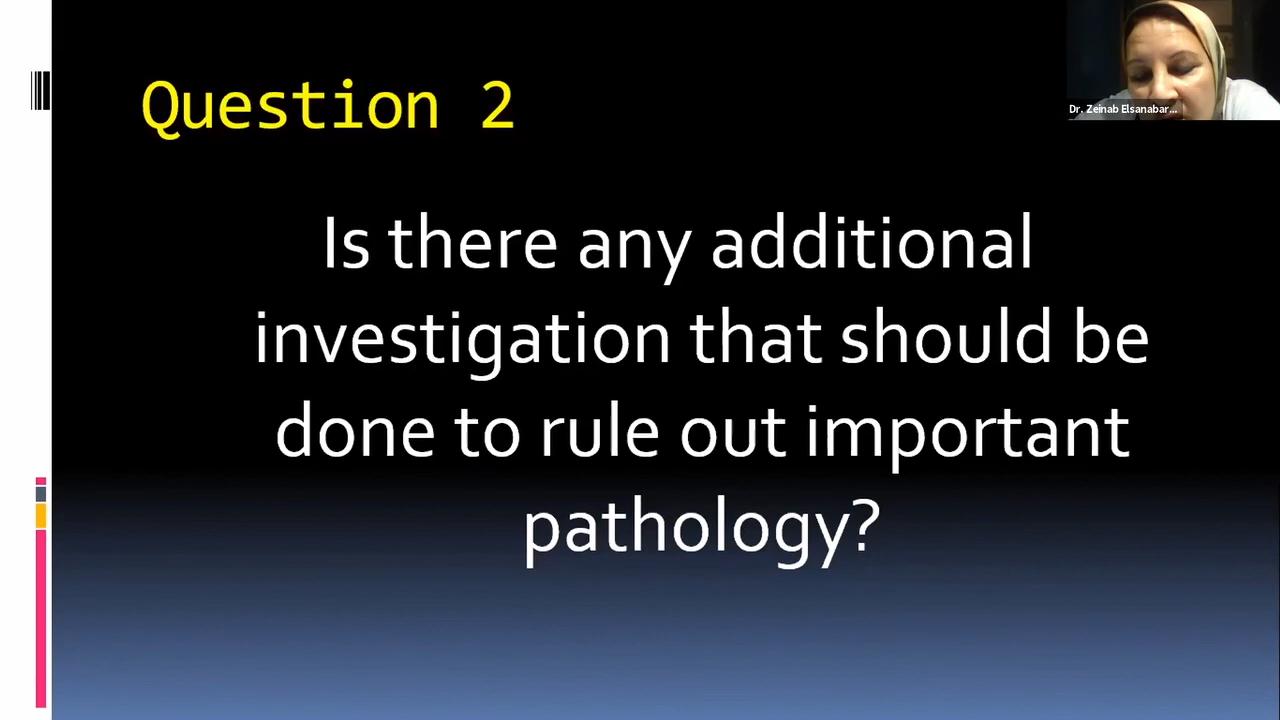 Question 2
Dr. Zeinab Elsanabar...
Is there any additional
investigation that should be
done to rule out important
pathology?